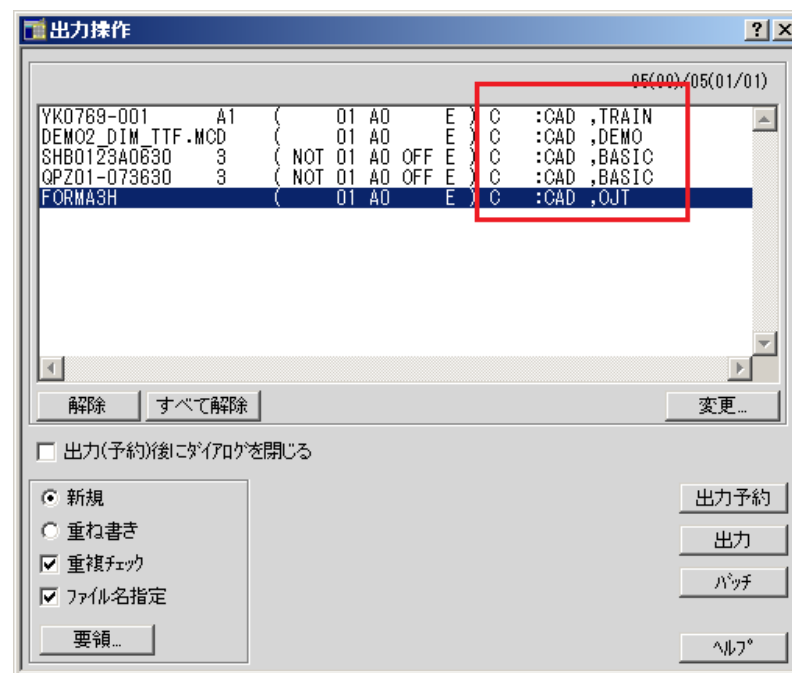 出力操作
05(00)/05(01/01)
YK0769-001 A1 ( 01 A0 E ) C :CAD ,TRAIN
DEMO2_DIM_TTF.MCD ( 01 A0 E ) C :CAD ,DEMO
SHB0123A0630 3 ( NOT 01 A0 OFF E ) C :CAD ,BASIC
QPZ01-073630 3 ( NOT 01 A0 OFF E ) C :CAD ,BASIC
FORMA3H ( 01 A0 E ) C :CAD ,OJT
解除 すべて解除 変更...
出力(予約)後にﾀﾞｲｱﾛｸﾞを閉じる
新規
重ね書き
重複ﾁｪｯｸ
ﾌｧｲﾙ名指定
要領...
出力予約
出力
ﾊﾞｯﾁ
ﾍﾙﾌﾟ